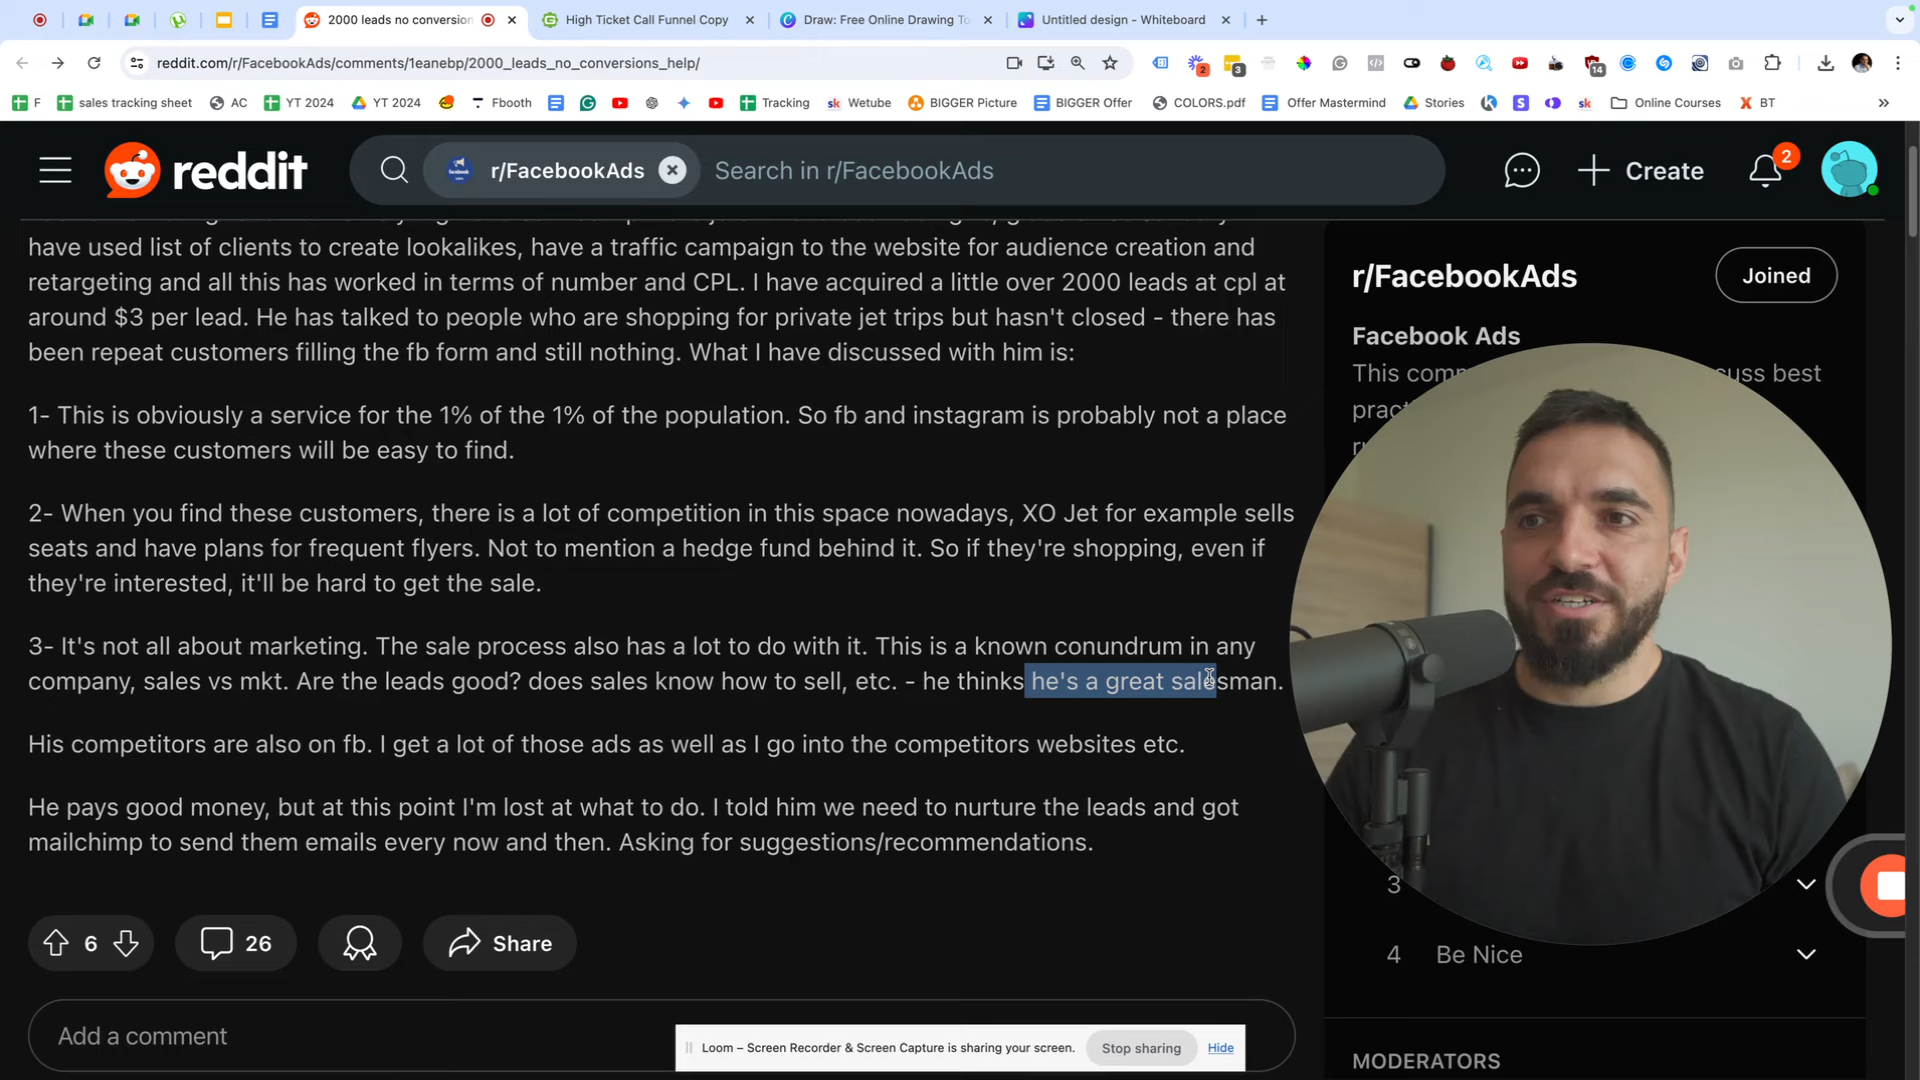 2000 leads no conversion
High Ticket Call Funnel Copy
Draw: Free Online Drawing To
Untitled design - Whiteboard
reddit.com/r/FacebookAds/comments/1eanebp/2000_leads_no_conversions_help/
2
3
14
F
sales tracking sheet
AC
YT 2024
YT 2024
Fbooth
Tracking
sk Wetube
BIGGER Picture
BIGGER Offer
COLORS.pdf
Offer Mastermind
Stories
sk
Online Courses
BT
reddit
r/FacebookAds
Search in r/FacebookAds
Create
2
have used list of clients to create lookalikes, have a traffic campaign to the website for audience creation and
retargeting and all this has worked in terms of number and CPL. I have acquired a little over 2000 leads at cpl at
around $3 per lead. He has talked to people who are shopping for private jet trips but hasn't closed - there has
been repeat customers filling the fb form and still nothing. What I have discussed with him is:
1- This is obviously a service for the 1% of the 1% of the population. So fb and instagram is probably not a place
where these customers will be easy to find.
2- When you find these customers, there is a lot of competition in this space nowadays, XO Jet for example sells
seats and have plans for frequent flyers. Not to mention a hedge fund behind it. So if they're shopping, even if
they're interested, it'll be hard to get the sale.
3- It's not all about marketing. The sale process also has a lot to do with it. This is a known conundrum in any
company, sales vs mkt. Are the leads good? does sales know how to sell, etc. - he thinks he's a great salesman.
His competitors are also on fb. I get a lot of those ads as well as I go into the competitors websites etc.
He pays good money, but at this point I'm lost at what to do. I told him we need to nurture the leads and got
mailchimp to send them emails every now and then. Asking for suggestions/recommendations.
6
26
Share
Add a comment
r/FacebookAds
Joined
Facebook Ads
This
best
3
4 Be Nice
MODERATORS
Loom – Screen Recorder & Screen Capture is sharing your screen.
Stop sharing
Hide